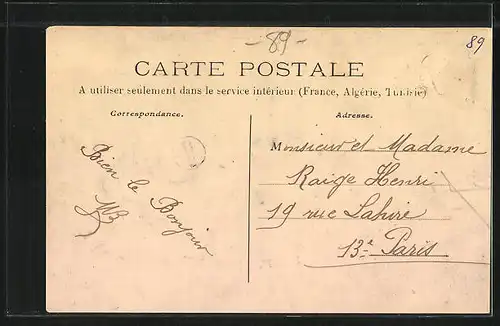 -89-
89
CARTE POSTALE
A utiliser seulement dans le service intérieur (France, Algérie, Tunisie)
Correspondance.
Adresse.
Bien le Bonjour
Monsieur et Madame
Raige Henri
19 rue Lahire
13e Paris